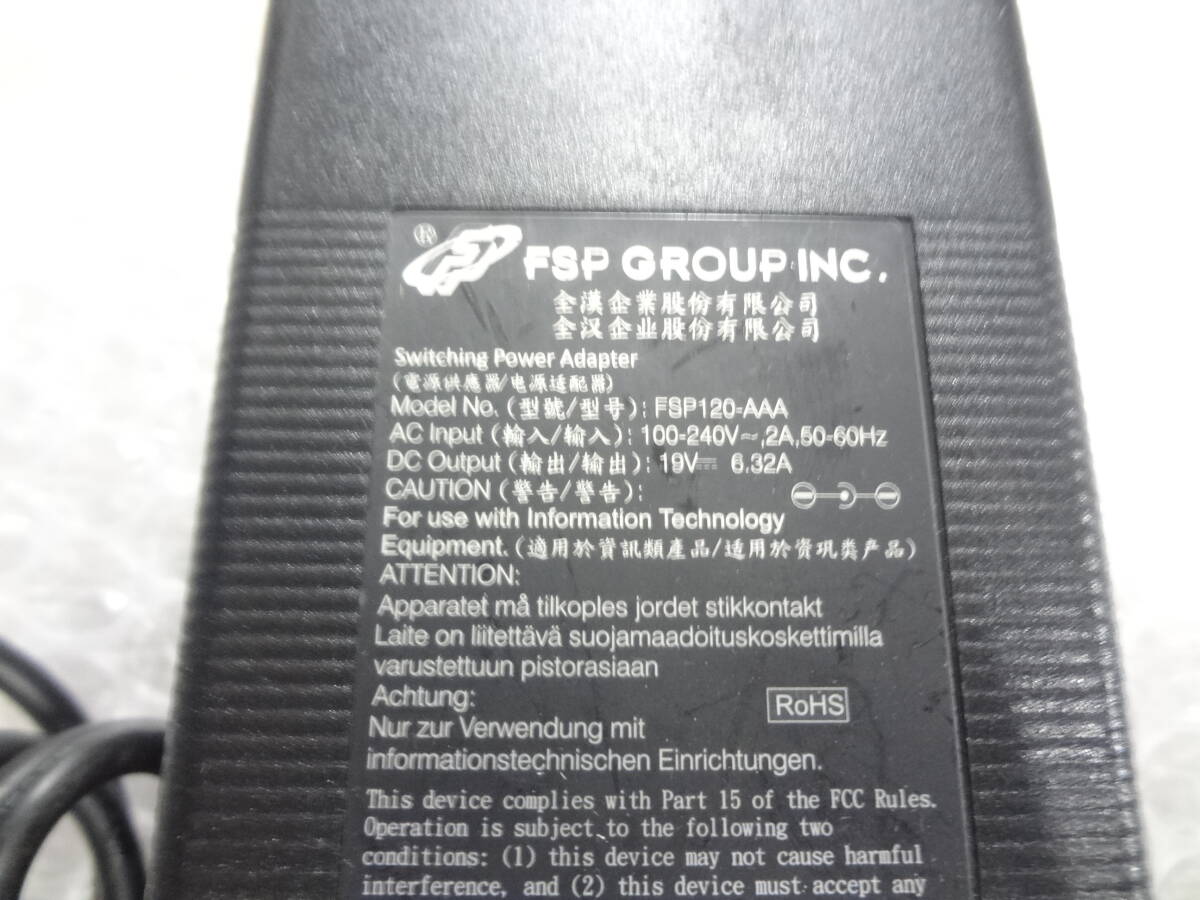 ®
FSP GROUP INC.
全漢企業股份有限公司
全汉企业股份有限公司
Switching Power Adapter
(電源供應器/电源适配器)
Model No. (型號/型号): FSP120-AAA
AC Input (輸入/输入): 100-240V~,2A,50-60Hz
DC Output (輸出/输出): 19V⎓ 6.32A
CAUTION (警告/警告):
For use with Information Technology
Equipment. (適用於資訊類產品/适用於资讯类产品)
ATTENTION:
Apparatet må tilkoples jordet stikkontakt
Laite on liitettävä suojamaadoituskoskettimilla
varustettuun pistorasiaan
Achtung:
RoHS
Nur zur Verwendung mit
informationstechnischen Einrichtungen.
This device complies with Part 15 of the FCC Rules.
Operation is subject to the following two
conditions: (1) this device may not cause harmful
interference, and (2) this device must accept any